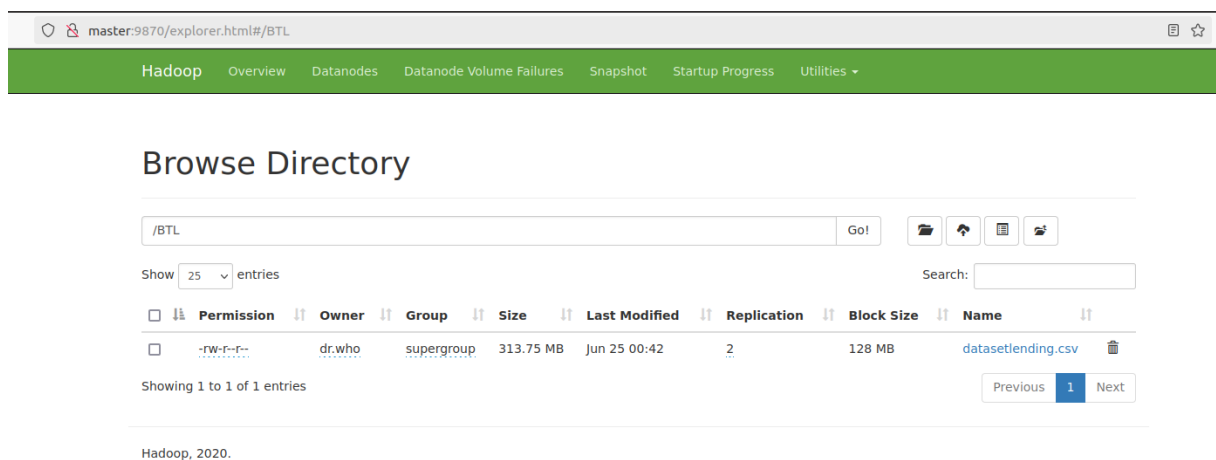 master:9870/explorer.html#/BTL
Hadoop Overview Datanodes Datanode Volume Failures Snapshot Startup Progress Utilities
Browse Directory
/BTL Go!
Show 25 entries Search:
Permission Owner Group Size Last Modified Replication Block Size Name
-rw-r--r-- dr.who supergroup 313.75 MB Jun 25 00:42 2 128 MB datasetlending.csv
Showing 1 to 1 of 1 entries Previous 1 Next
Hadoop, 2020.